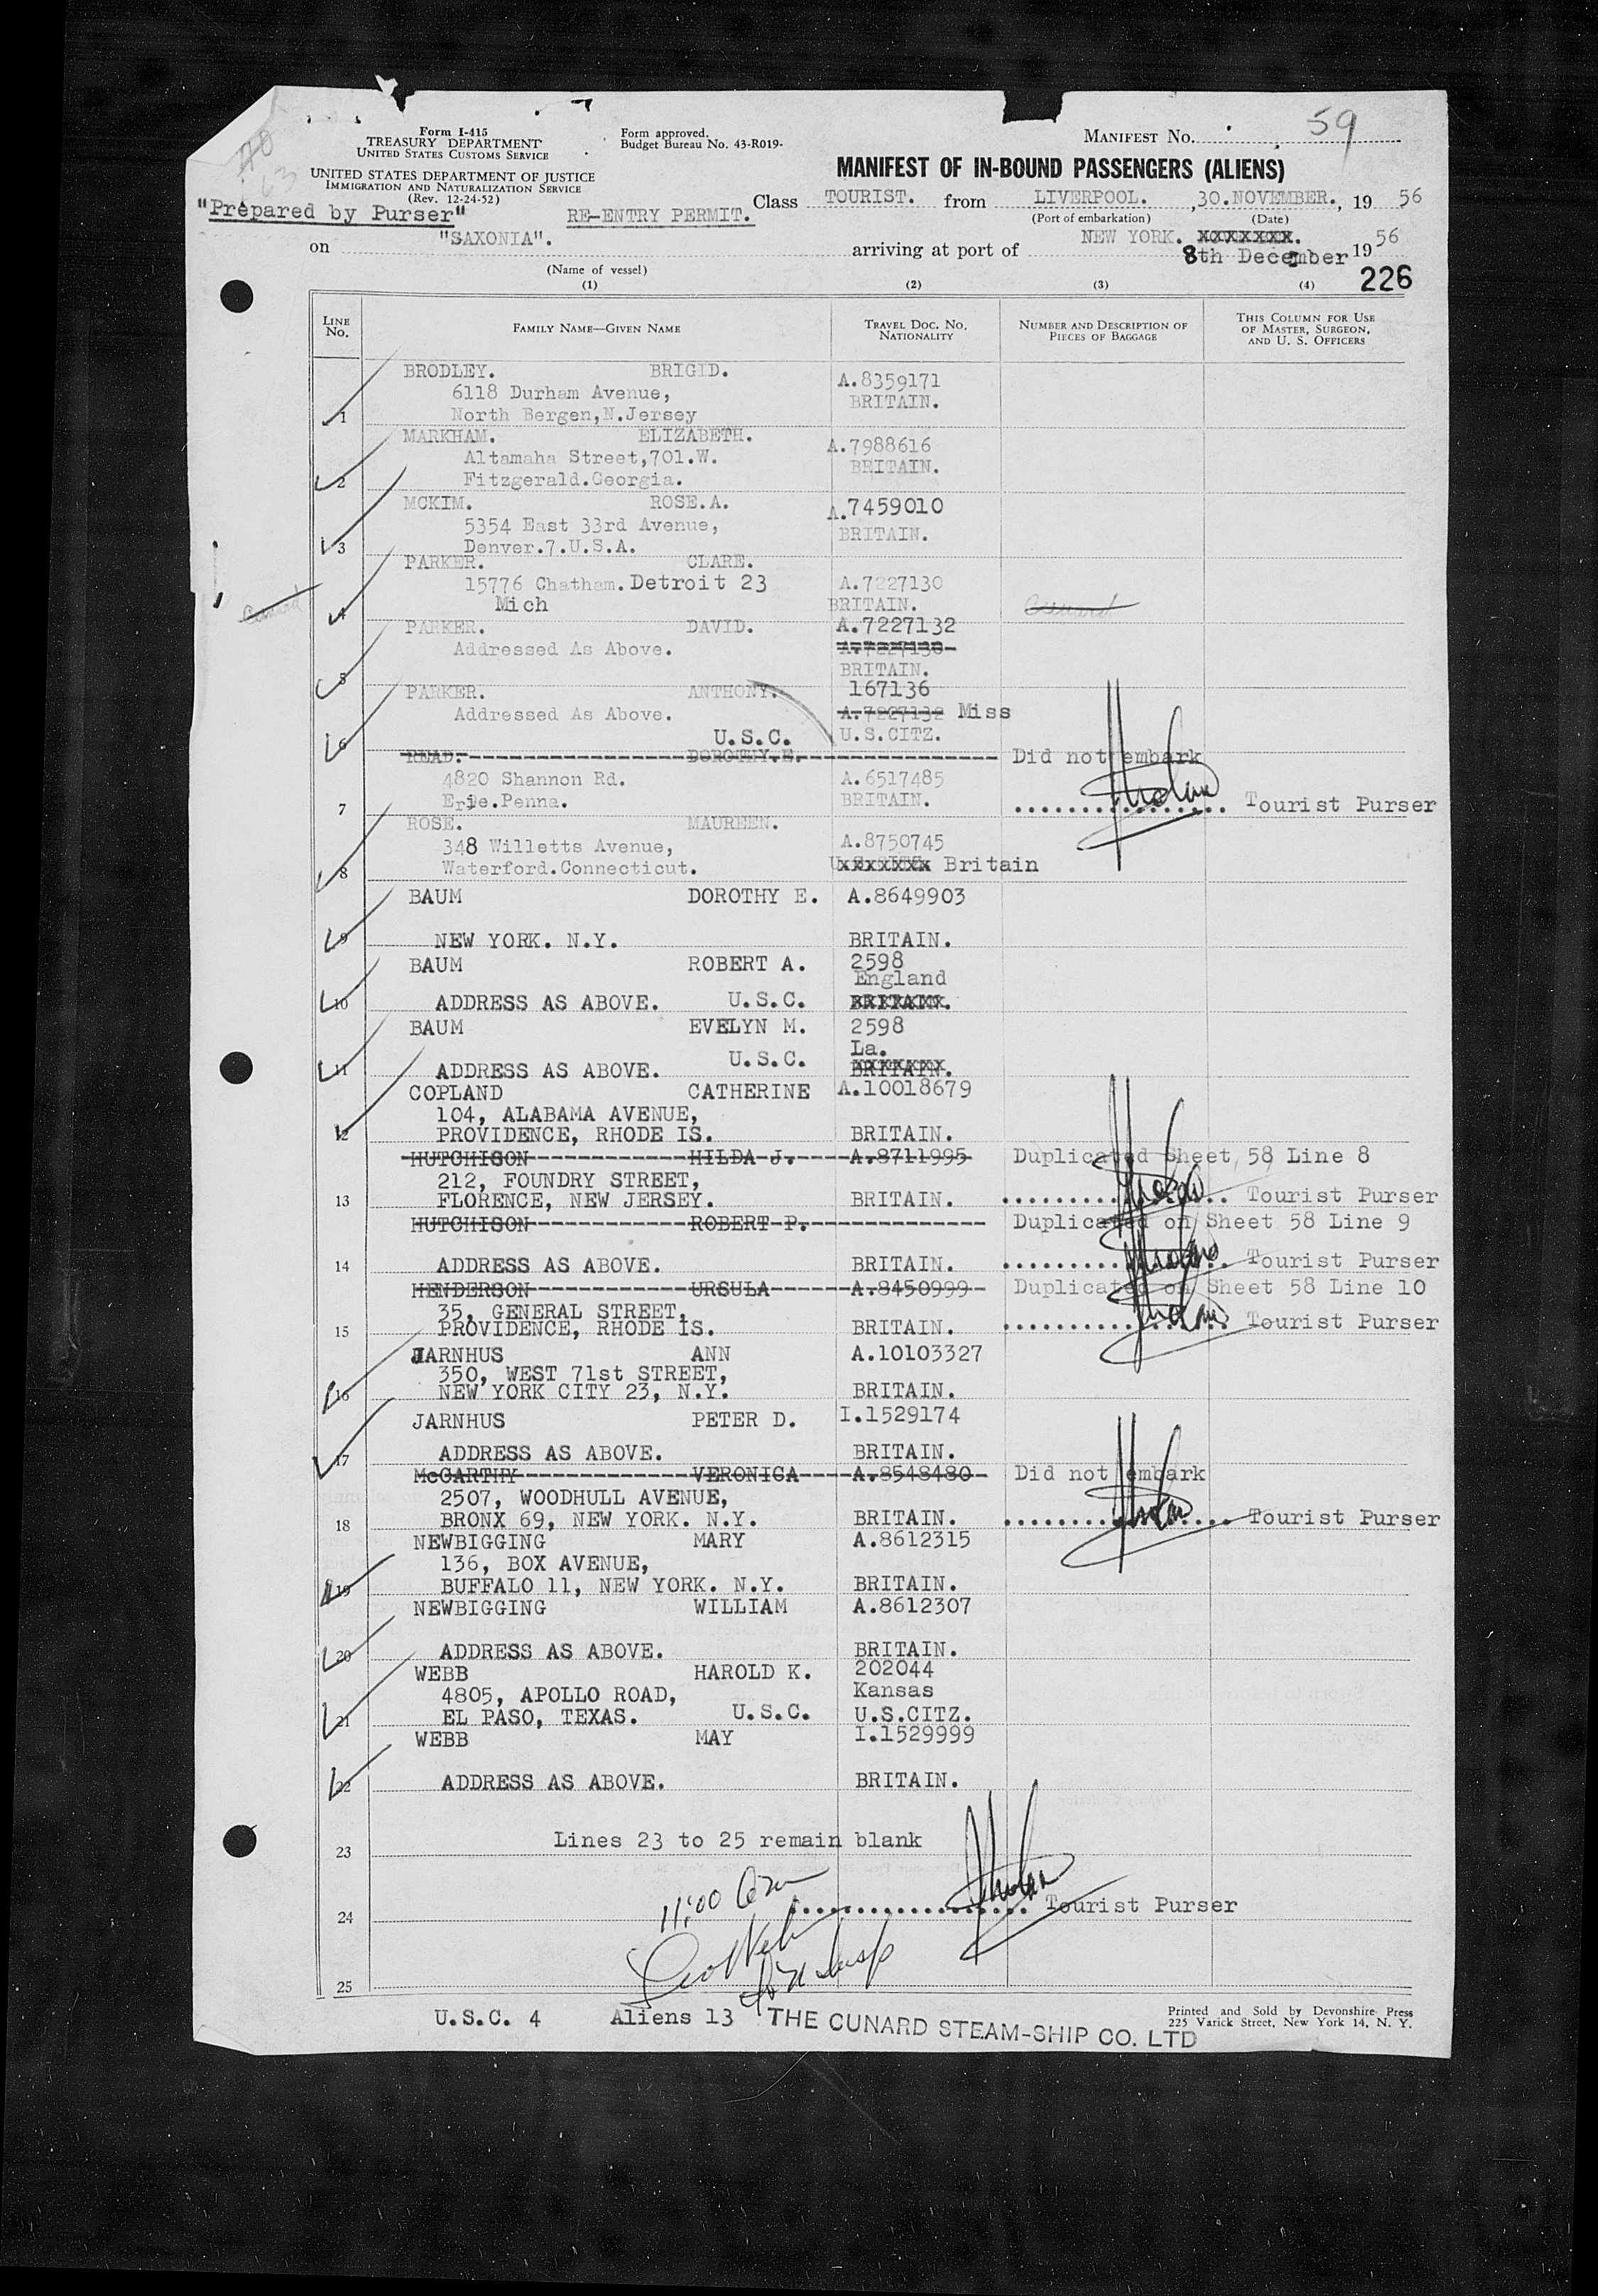 Form I-415
TREASURY DEPARTMENT
UNITED STATES CUSTOMS SERVICE
UNITED STATES DEPARTMENT OF JUSTICE
IMMIGRATION AND NATURALIZATION SERVICE
(Rev. 12-24-52)
Form approved.
Budget Bureau No. 43-R019-
MANIFEST NO. 59
MANIFEST OF IN-BOUND PASSENGERS (ALIENS)
"Prepared by Purser" RE-ENTRY PERMIT. Class TOURIST. from LIVERPOOL. , 30.NOVEMBER., 19 56
(Port of embarkation) (Date)
on "SAXONIA". arriving at port of NEW YORK. XXXXXXX. 8th December 19 56
(Name of vessel)
226
(1) (2) (3) (4)
LINE NO. FAMILY NAME—GIVEN NAME TRAVEL DOC. NO. NATIONALITY NUMBER AND DESCRIPTION OF PIECES OF BAGGAGE THIS COLUMN FOR USE OF MASTER, SURGEON, AND U. S. OFFICERS
BRODLEY. BRIGID. A.8359171
6118 Durham Avenue, BRITAIN.
1 North Bergen,N.Jersey
MARKHAM. ELIZABETH. A.7988616
Altamaha Street,701.W. BRITAIN.
2 Fitzgerald.Georgia.
MCKIM. ROSE.A. A.7459010
5354 East 33rd Avenue, BRITAIN.
3 Denver.7.U.S.A.
PARKER. CLARE.
15776 Chatham.Detroit 23 A.7227130
4 Mich BRITAIN.
PARKER. DAVID. A.7227132
Addressed As Above. A.7227130
5 BRITAIN.
PARKER. ANTHONY. 167136
Addressed As Above. A.7227132 Miss
6 U.S.C. U.S.CITZ.
READ. DOROTHY.E. Did not embark
4820 Shannon Rd. A.6517485
7 Erie.Penna. BRITAIN. Tourist Purser
ROSE. MAUREEN.
348 Willetts Avenue, A.8750745
8 Waterford.Connecticut. XXXXXXX Britain
BAUM DOROTHY E. A.8649903
9 NEW YORK. N.Y. BRITAIN.
BAUM ROBERT A. 2598
England
10 ADDRESS AS ABOVE. U.S.C. BRITAIN.
BAUM EVELYN M. 2598
U.S.C. La.
11 ADDRESS AS ABOVE. BRITAIN.
COPLAND CATHERINE A.10018679
104, ALABAMA AVENUE,
12 PROVIDENCE, RHODE IS. BRITAIN.
HUTCHISON HILDA J. A.8711995 Duplicated Sheet 58 Line 8
212, FOUNDRY STREET,
13 FLORENCE, NEW JERSEY. BRITAIN. Tourist Purser
HUTCHISON ROBERT P. Duplicated on Sheet 58 Line 9
14 ADDRESS AS ABOVE. BRITAIN. Tourist Purser
HENDERSON URSULA A.8450999 Duplicated on Sheet 58 Line 10
35, GENERAL STREET,
15 PROVIDENCE, RHODE IS. BRITAIN. Tourist Purser
JARNHUS ANN A.10103327
350, WEST 71st STREET,
16 NEW YORK CITY 23, N.Y. BRITAIN.
JARNHUS PETER D. I.1529174
17 ADDRESS AS ABOVE. BRITAIN.
McCARTHY VERONICA A.8548480 Did not embark
2507, WOODHULL AVENUE,
18 BRONX 69, NEW YORK. N.Y. BRITAIN. Tourist Purser
NEWBIGGING MARY A.8612315
136, BOX AVENUE,
19 BUFFALO 11, NEW YORK. N.Y. BRITAIN.
NEWBIGGING WILLIAM A.8612307
20 ADDRESS AS ABOVE. BRITAIN.
WEBB HAROLD K. 202044
4805, APOLLO ROAD, Kansas
21 EL PASO, TEXAS. U.S.C. U.S.CITZ.
WEBB MAY I.1529999
22 ADDRESS AS ABOVE. BRITAIN.
23 Lines 23 to 25 remain blank
11:00
24 Tourist Purser
25
U.S.C. 4 Aliens 13 THE CUNARD STEAM-SHIP CO. LTD
Printed and Sold by Devonshire Press
225 Varick Street, New York 14, N. Y.